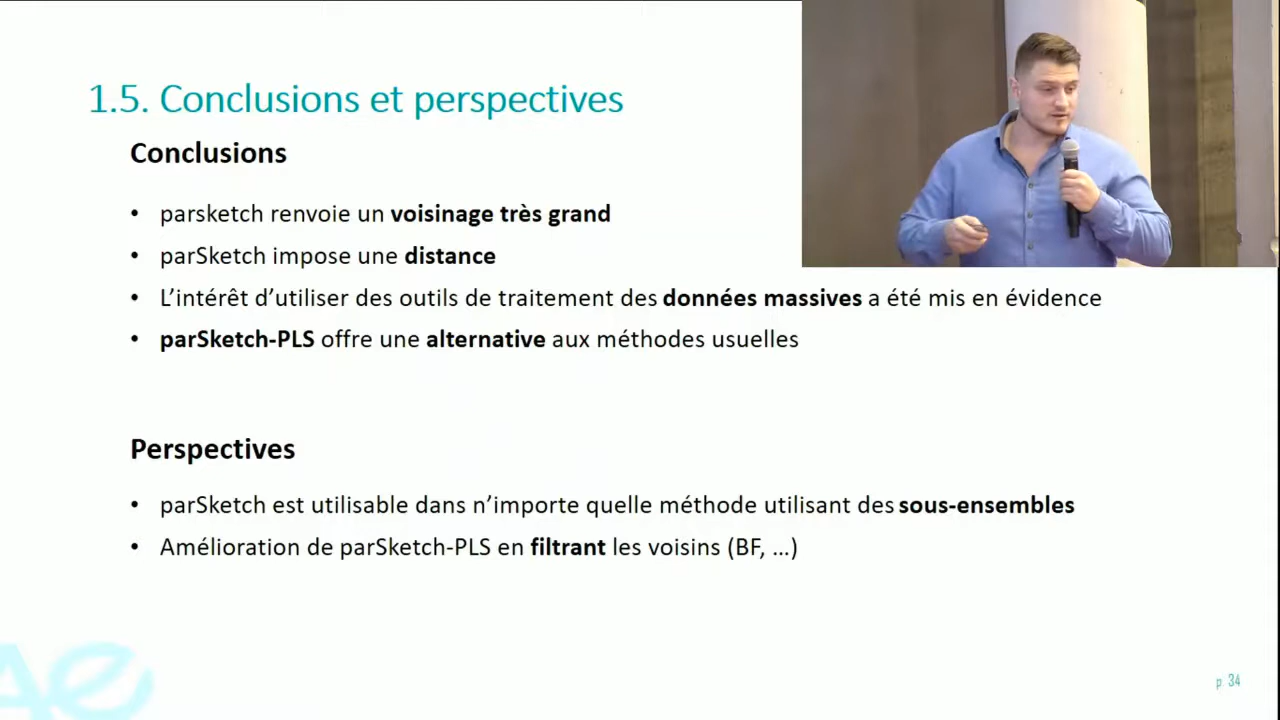 1.5. Conclusions et perspectives
Conclusions
• parsketch renvoie un voisinage très grand
• parSketch impose une distance
• L’intérêt d’utiliser des outils de traitement des données massives a été mis en évidence
• parSketch-PLS offre une alternative aux méthodes usuelles
Perspectives
• parSketch est utilisable dans n’importe quelle méthode utilisant des sous-ensembles
• Amélioration de parSketch-PLS en filtrant les voisins (BF, ...)
p. 34